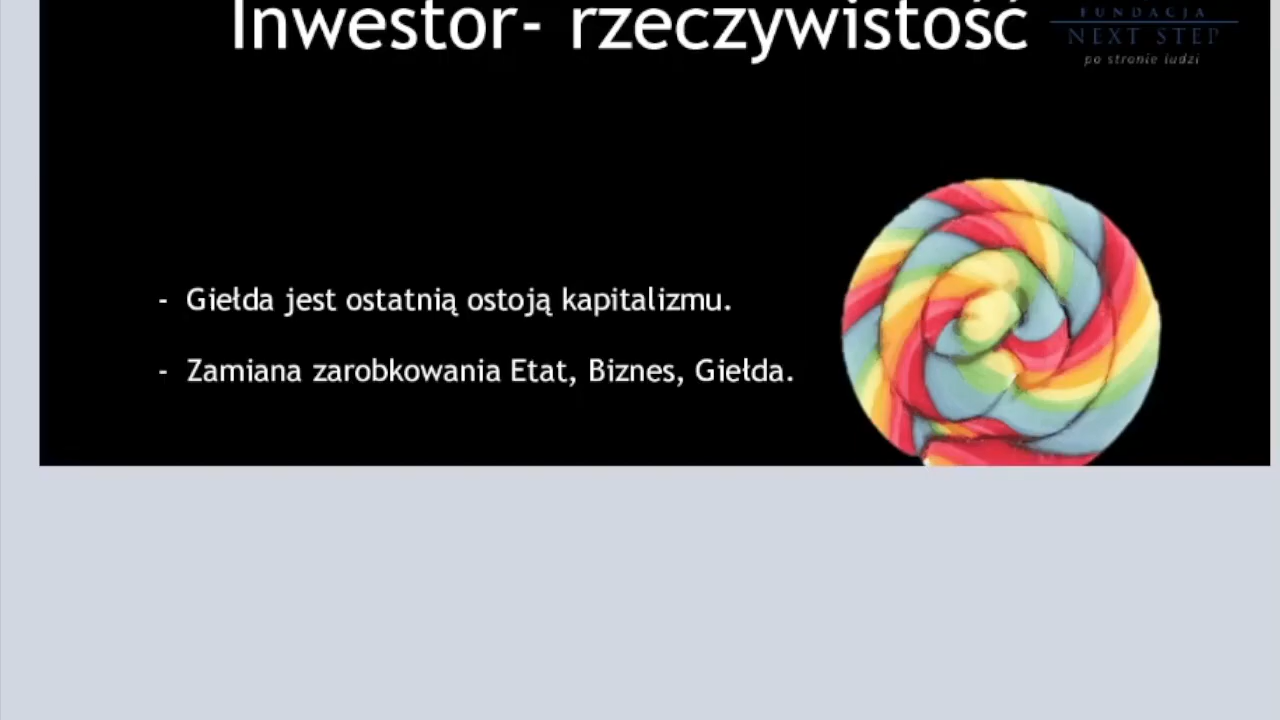 Inwestor- rzeczywistość
FUNDACJA
NEXT STEP
po stronie ludzi
- Giełda jest ostatnią ostoją kapitalizmu.
- Zamiana zarobkowania Etat, Biznes, Giełda.